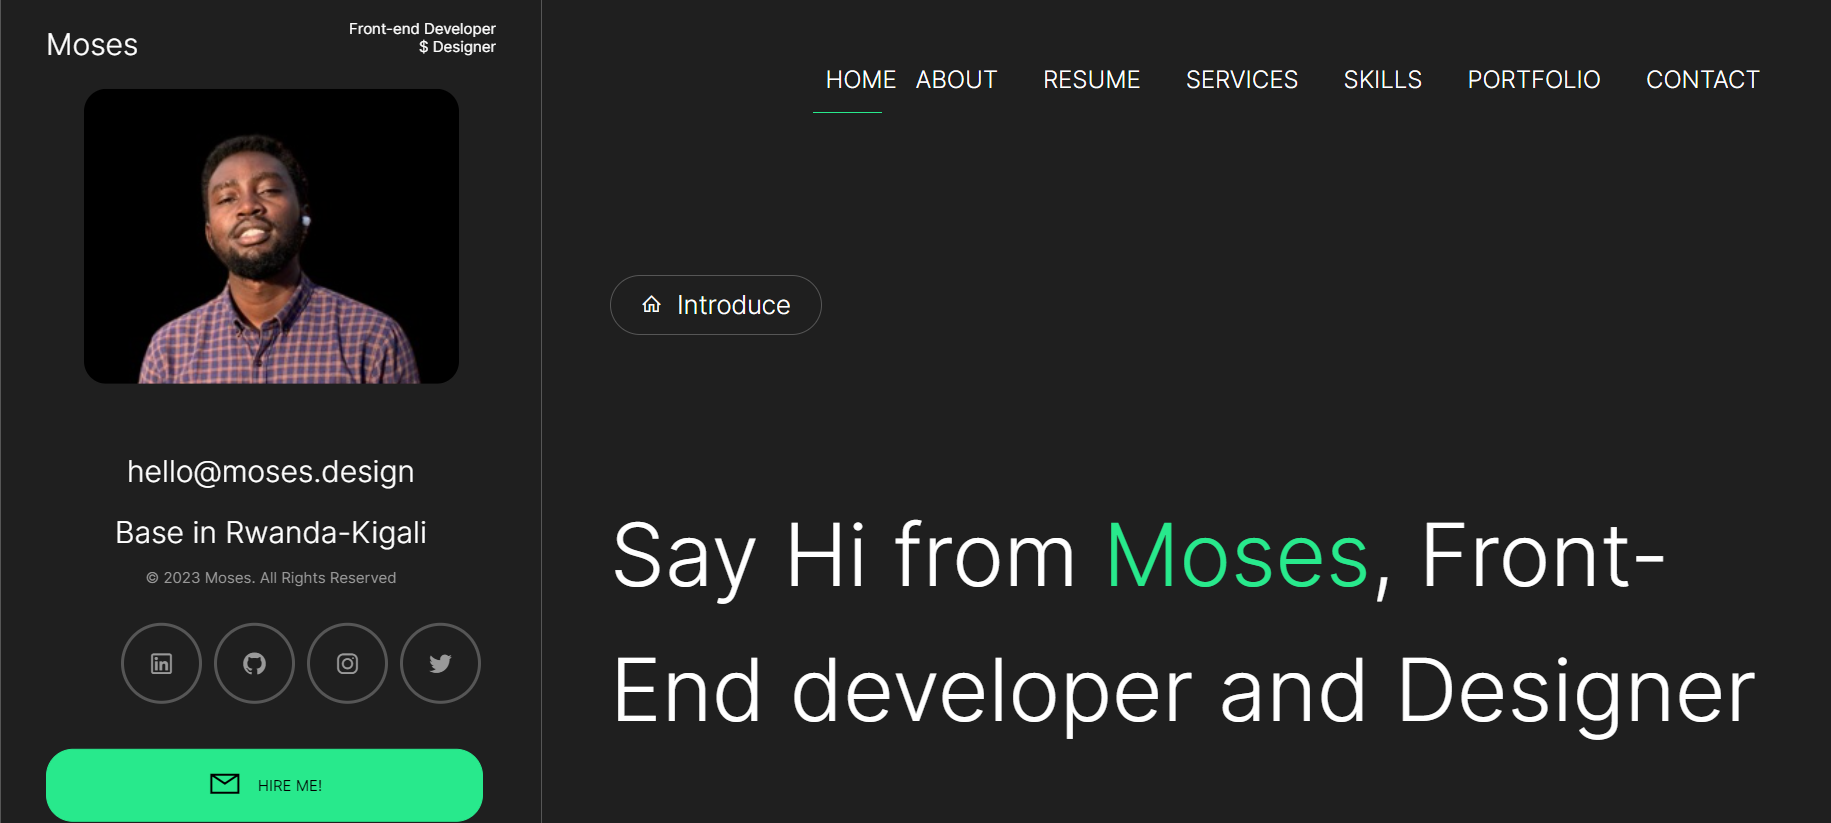 Moses
Front-end Developer
$ Designer
hello@moses.design
Base in Rwanda-Kigali
© 2023 Moses. All Rights Reserved
HIRE ME!
HOME ABOUT RESUME SERVICES SKILLS PORTFOLIO CONTACT
Introduce
Say Hi from Moses, Front-
End developer and Designer